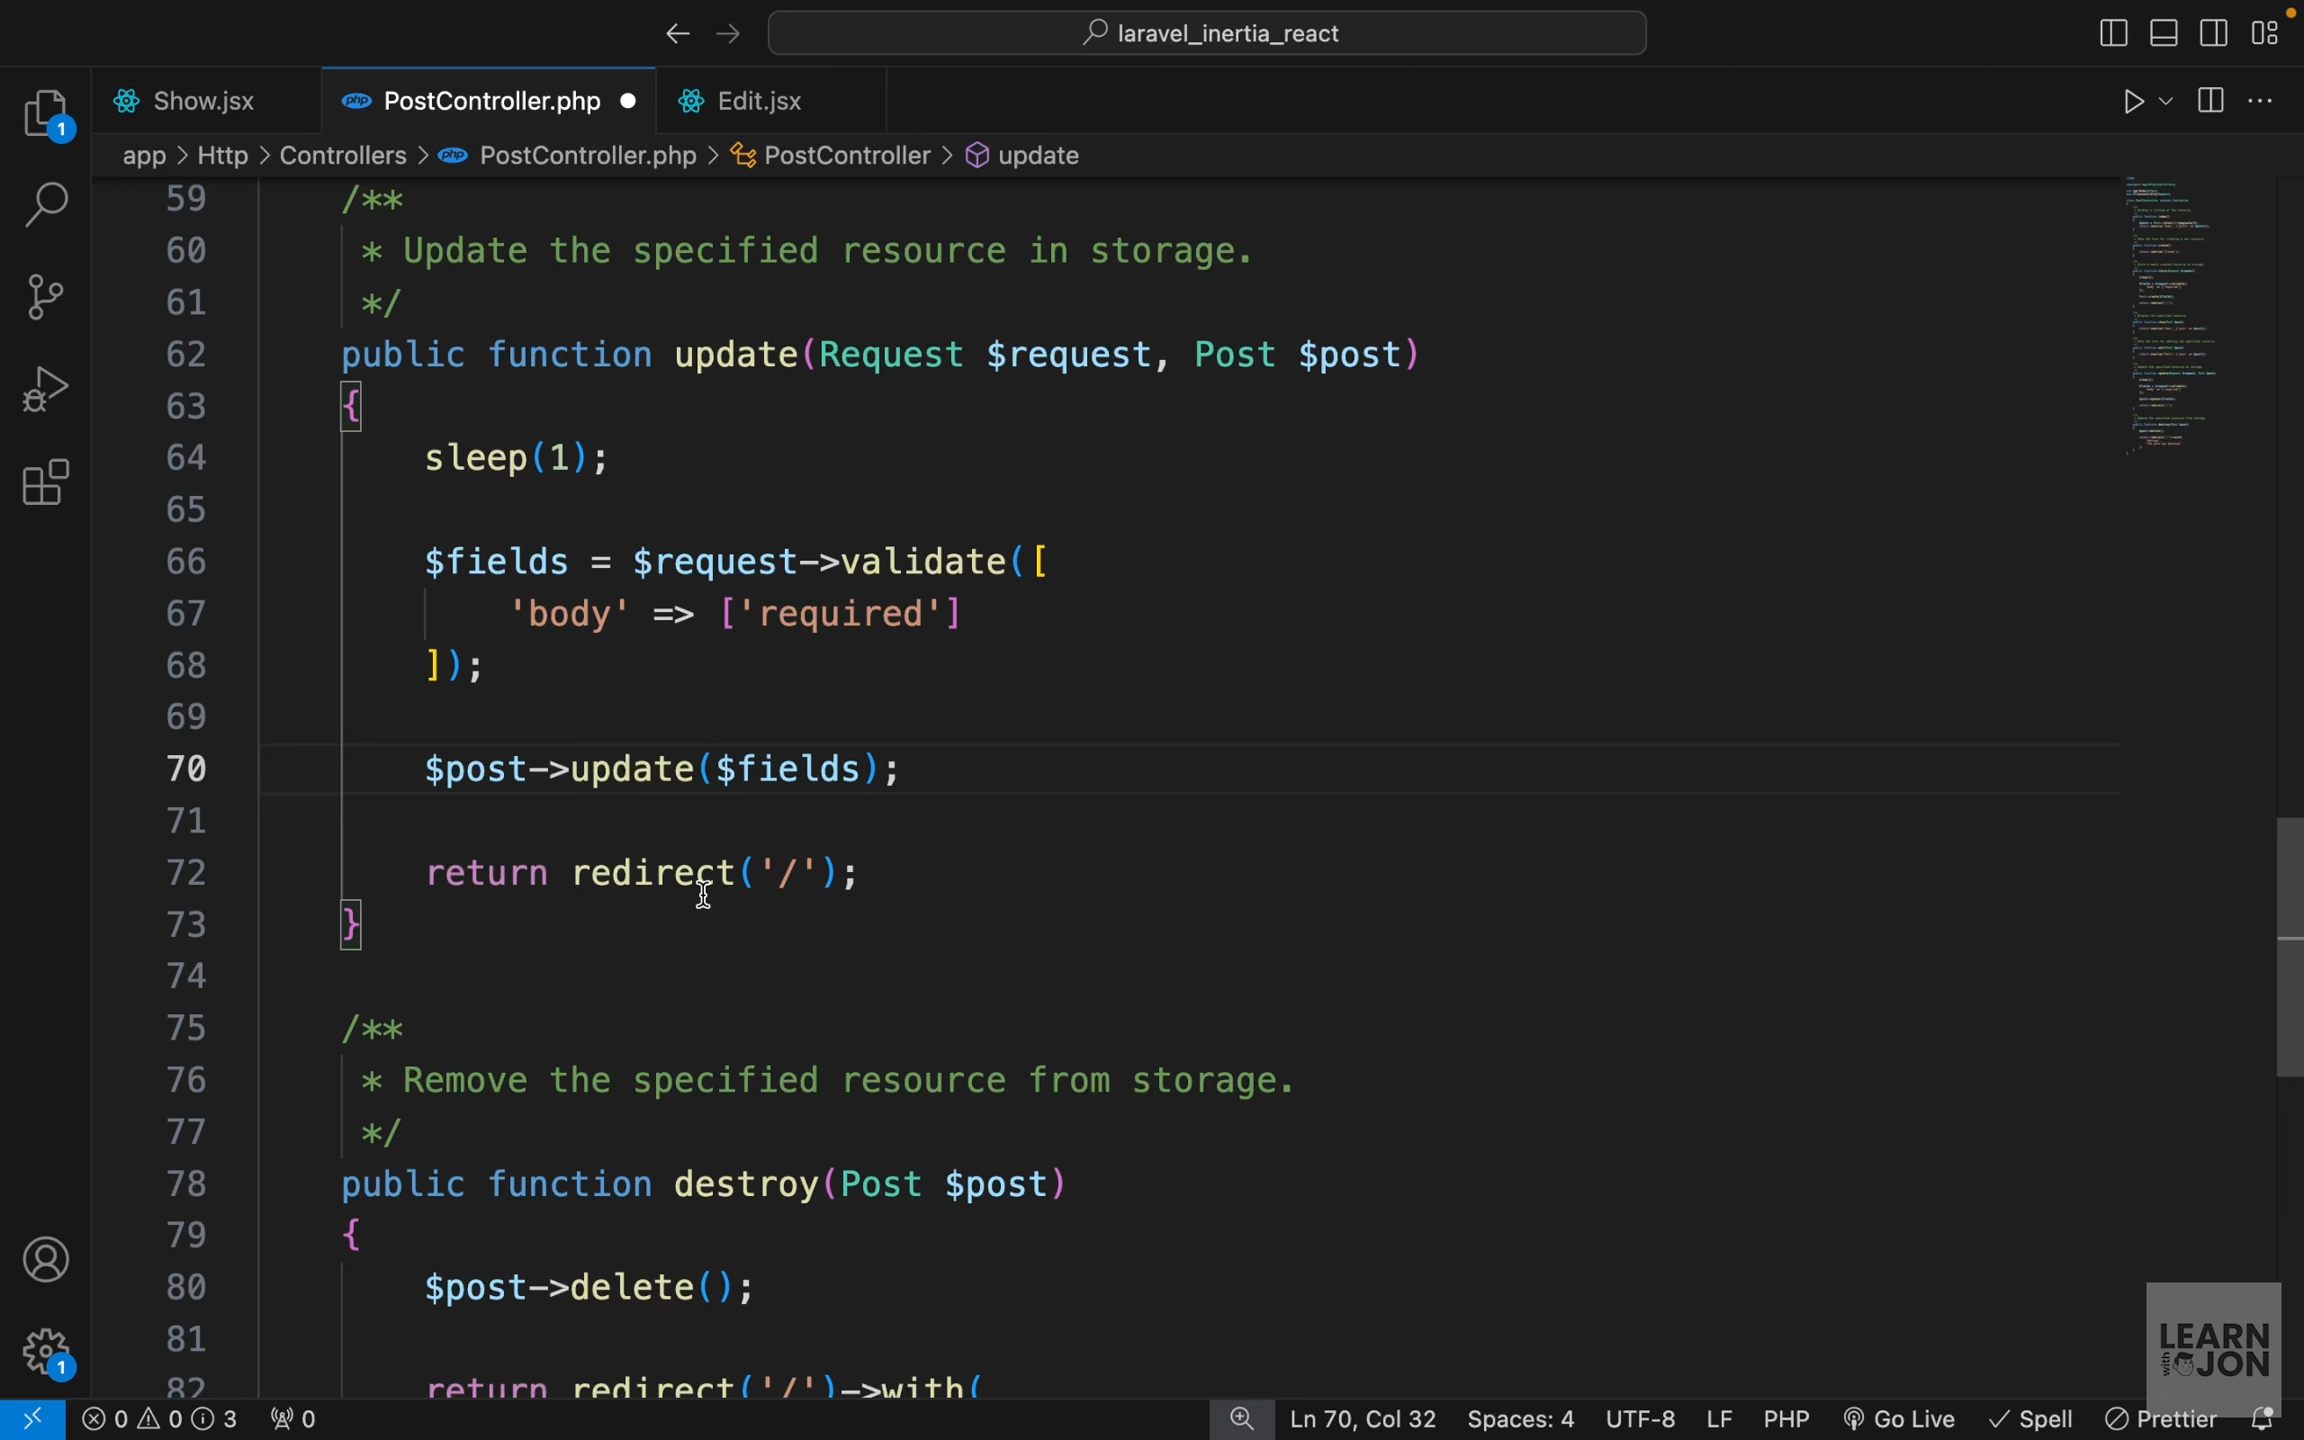 laravel_inertia_react
Show.jsx
php PostController.php
Edit.jsx
app > Http > Controllers > php PostController.php > PostController > update
59 /**
60 * Update the specified resource in storage.
61 */
62 public function update(Request $request, Post $post)
63 {
64 sleep(1);
65
66 $fields = $request->validate([
67 'body' => ['required']
68 ]);
69
70 $post->update($fields);
71
72 return redirect('/');
73 }
74
75 /**
76 * Remove the specified resource from storage.
77 */
78 public function destroy(Post $post)
79 {
80 $post->delete();
81
82 return redirect('/')->with(
1
1
LEARN
with JON
0 0 3 0
Ln 70, Col 32 Spaces: 4 UTF-8 LF PHP Go Live Spell Prettier